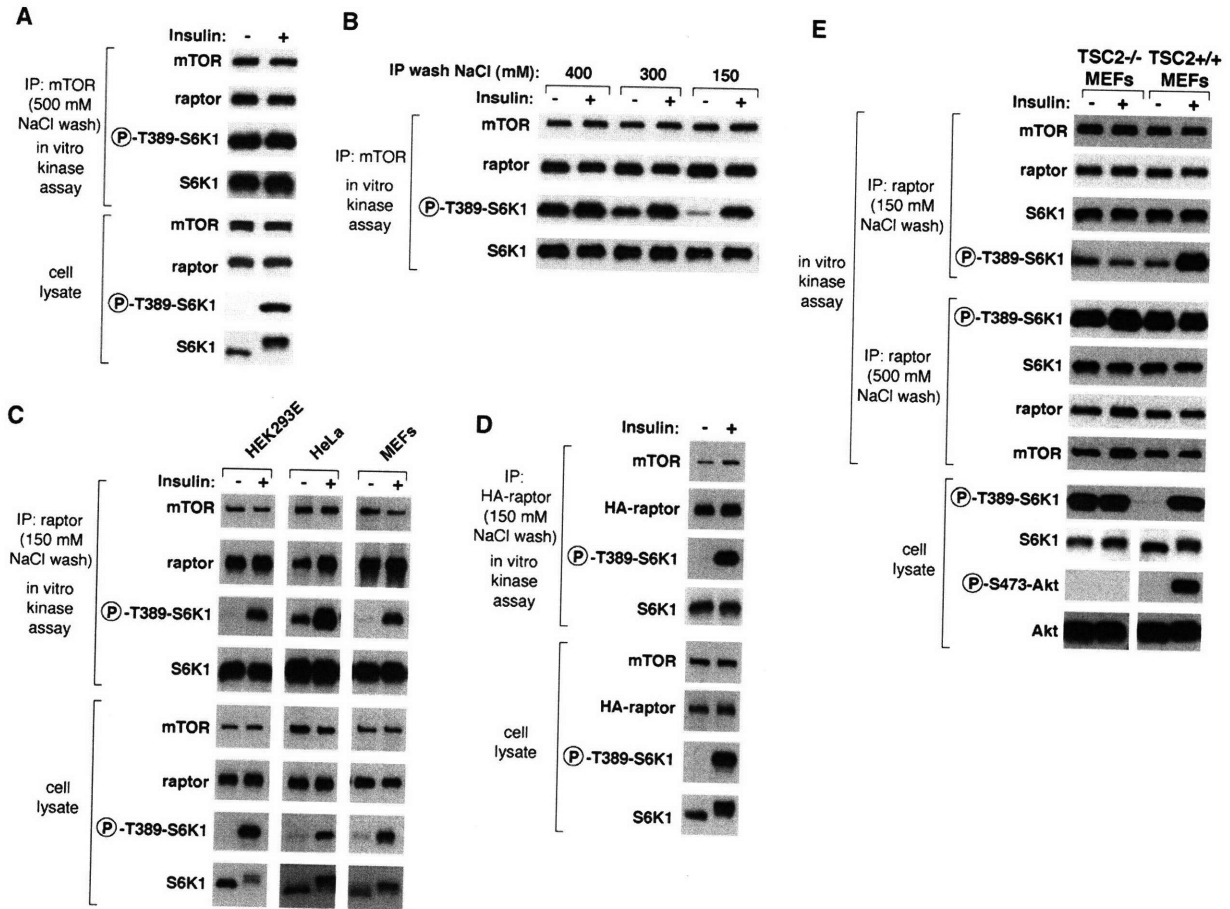 A
Insulin: - +
IP: mTOR
(500 mM
NaCl wash)
in vitro
kinase
assay
mTOR
raptor
Ⓟ-T389-S6K1
S6K1
cell
lysate
mTOR
raptor
Ⓟ-T389-S6K1
S6K1
B
IP wash NaCl (mM): 400 300 150
Insulin: - + - + - +
IP: mTOR
in vitro
kinase
assay
mTOR
raptor
Ⓟ-T389-S6K1
S6K1
C
HEK293E HeLa MEFs
Insulin: - + - + - +
IP: raptor
(150 mM
NaCl wash)
in vitro
kinase
assay
mTOR
raptor
Ⓟ-T389-S6K1
S6K1
cell
lysate
mTOR
raptor
Ⓟ-T389-S6K1
S6K1
D
Insulin: - +
IP:
HA-raptor
(150 mM
NaCl wash)
in vitro
kinase
assay
mTOR
HA-raptor
Ⓟ-T389-S6K1
S6K1
cell
lysate
mTOR
HA-raptor
Ⓟ-T389-S6K1
S6K1
E
TSC2-/- TSC2+/+
MEFs MEFs
Insulin: - + - +
in vitro
kinase
assay
IP: raptor
(150 mM
NaCl wash)
mTOR
raptor
S6K1
Ⓟ-T389-S6K1
IP: raptor
(500 mM
NaCl wash)
Ⓟ-T389-S6K1
S6K1
raptor
mTOR
cell
lysate
Ⓟ-T389-S6K1
S6K1
Ⓟ-S473-Akt
Akt